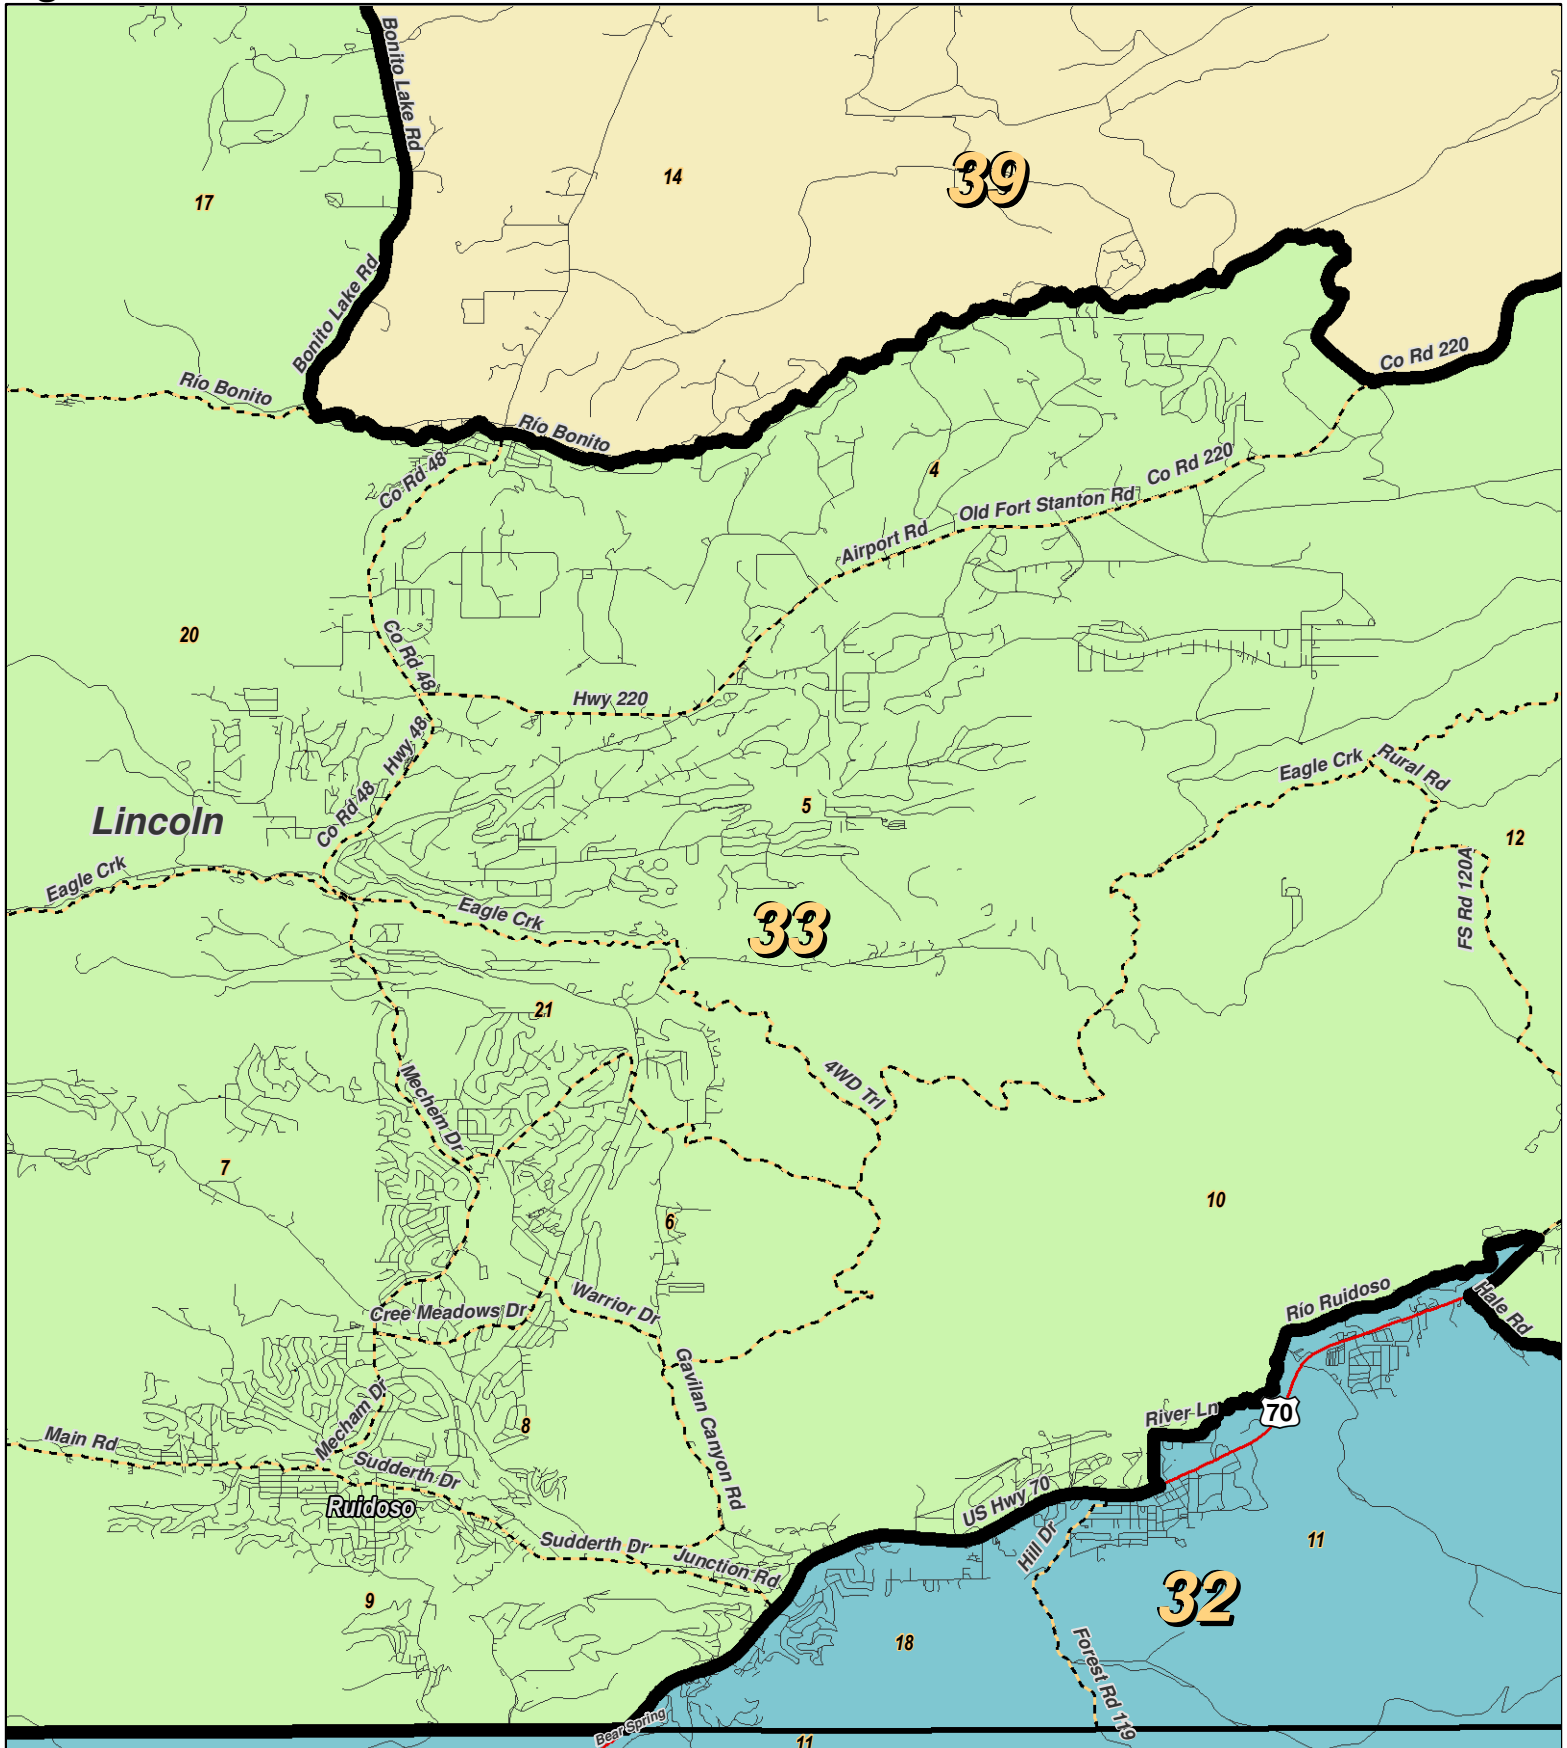 Bonito Lake Rd
14
39
17
Bonito Lake Rd
Co Rd 220
Río Bonito
Río Bonito
Co Rd 48
4
Co Rd 220
Old Fort Stanton Rd
Airport Rd
20
Co Rd 48
Hwy 220
Hwy 48
Eagle Crk
Rural Rd
Co Rd 48
5
Lincoln
12
Eagle Crk
FS Rd 120A
Eagle Crk
33
21
4WD Trl
Mechem Dr
7
10
6
Río Ruidoso
Hale Rd
Warrior Dr
Cree Meadows Dr
Gavilan Canyon Rd
Mecham Dr
River Ln
70
8
Main Rd
Sudderth Dr
US Hwy 70
Ruidoso
Sudderth Dr
Hill Dr
11
Junction Rd
9
32
18
Forest Rd 119
Bear Spring
11